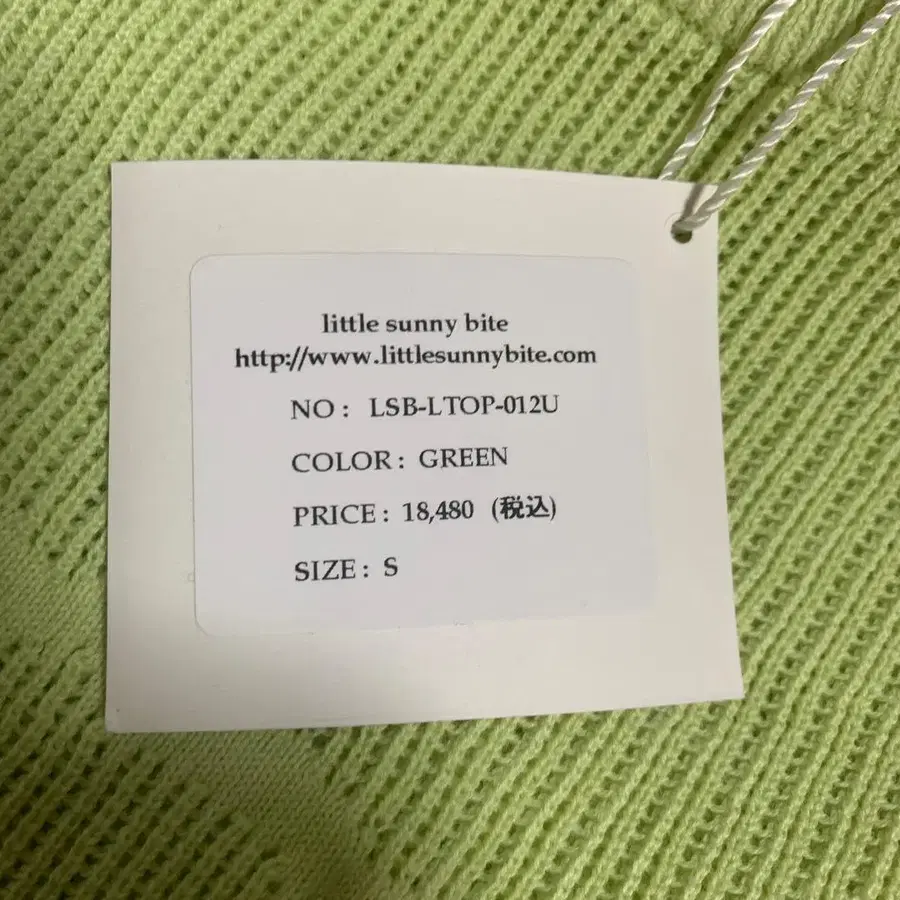 little sunny bite
http://www.littlesunnybite.com
NO : LSB-LTOP-012U
COLOR : GREEN
PRICE : 18,480 (税込)
SIZE : S